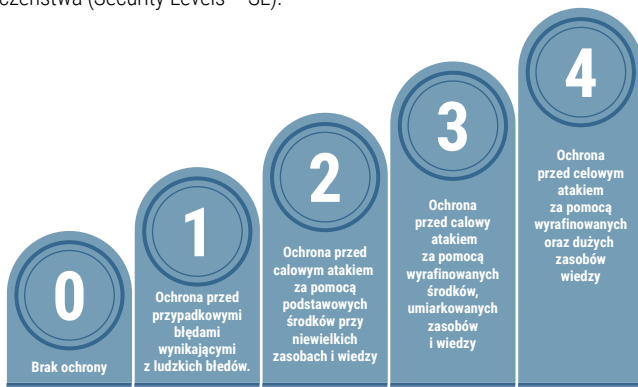 czeństwa (Security Levels – SL).
0
Brak ochrony
1
Ochrona przed
przypadkowymi
błędami
wynikającymi
z ludzkich błedów.
2
Ochrona przed
calowym atakiem
za pomocą
podstawowych
środków przy
niewielkich
zasobach i wiedzy
3
Ochrona
przed calowy
atakiem
za pomocą
wyrafinowanych
środków,
umiarkowanych
zasobów
i wiedzy
4
Ochrona
przed celowym
atakiem
za pomocą
wyrafinowanych
oraz dużych
zasobów
wiedzy